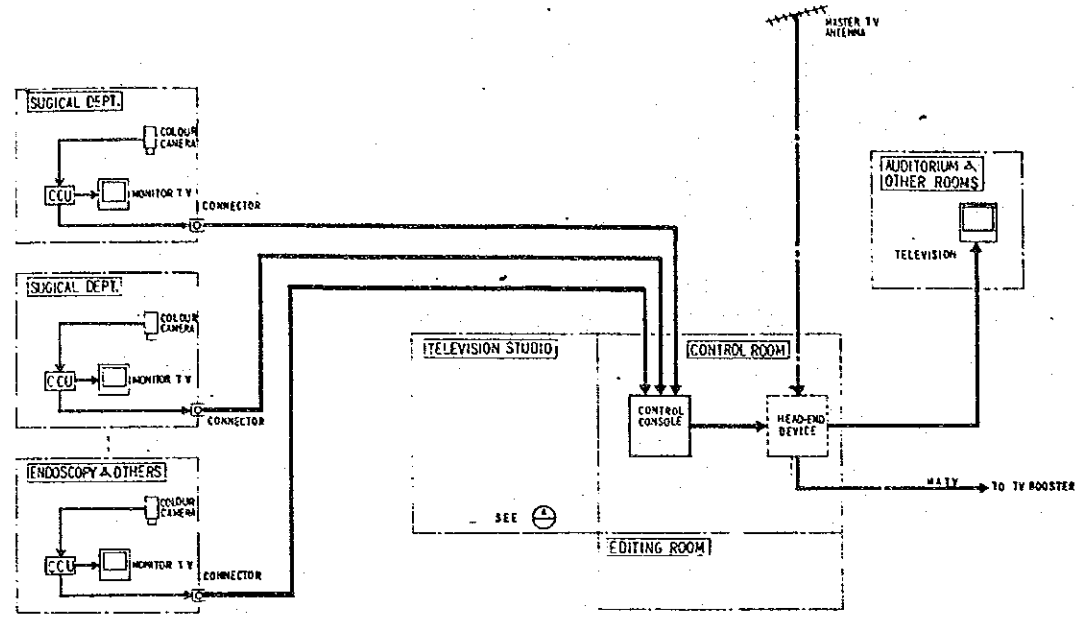 MASTER TV
ANTENNA
SUGICAL DEPT.
COLOUR
CAMERA
CCU
MONITOR TV
CONNECTOR
AUDITORIUM &
OTHER ROOMS
TELEVISION
SUGICAL DEPT.
COLOUR
CAMERA
CCU
MONITOR TV
CONNECTOR
TELEVISION STUDIO
CONTROL ROOM
CONTROL
CONSOLE
HEAD-END
DEVICE
MATV
TO TV BOOSTER
SEE
EDITING ROOM
ENDOSCOPY & OTHERS
COLOUR
CAMERA
CCU
MONITOR TV
CONNECTOR